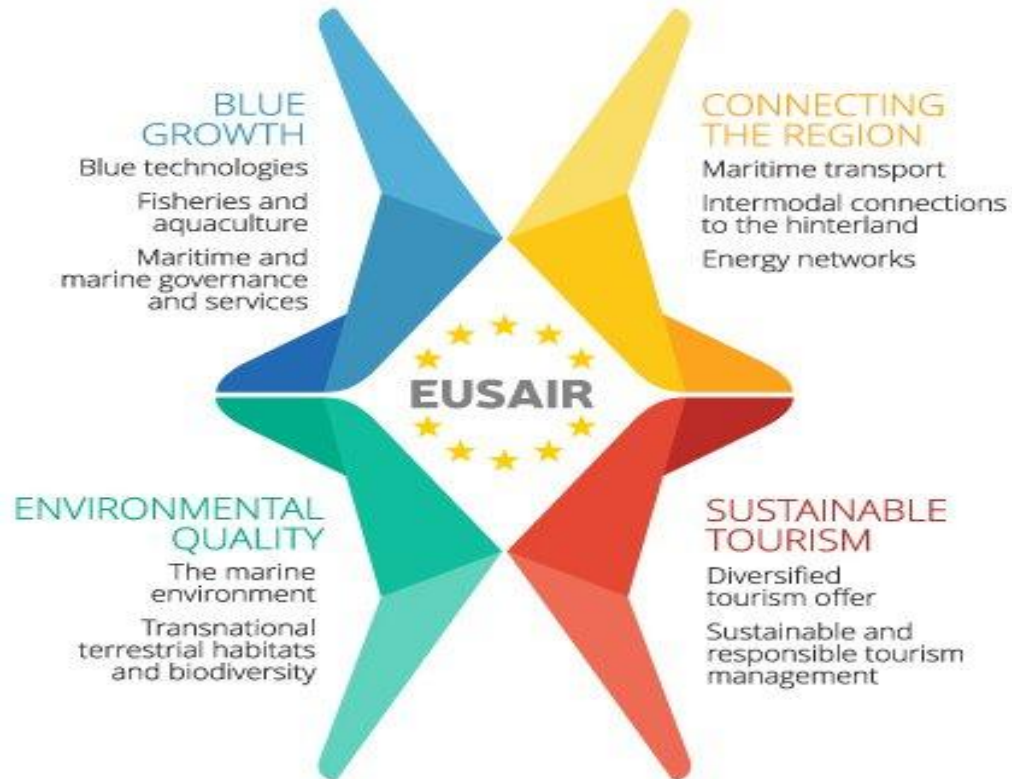 BLUE
GROWTH
Blue technologies
Fisheries and
aquaculture
Maritime and
marine governance
and services
CONNECTING
THE REGION
Maritime transport
Intermodal connections
to the hinterland
Energy networks
EUSAIR
ENVIRONMENTAL
QUALITY
The marine
environment
Transnational
terrestrial habitats
and biodiversity
SUSTAINABLE
TOURISM
Diversified
tourism offer
Sustainable and
responsible tourism
management